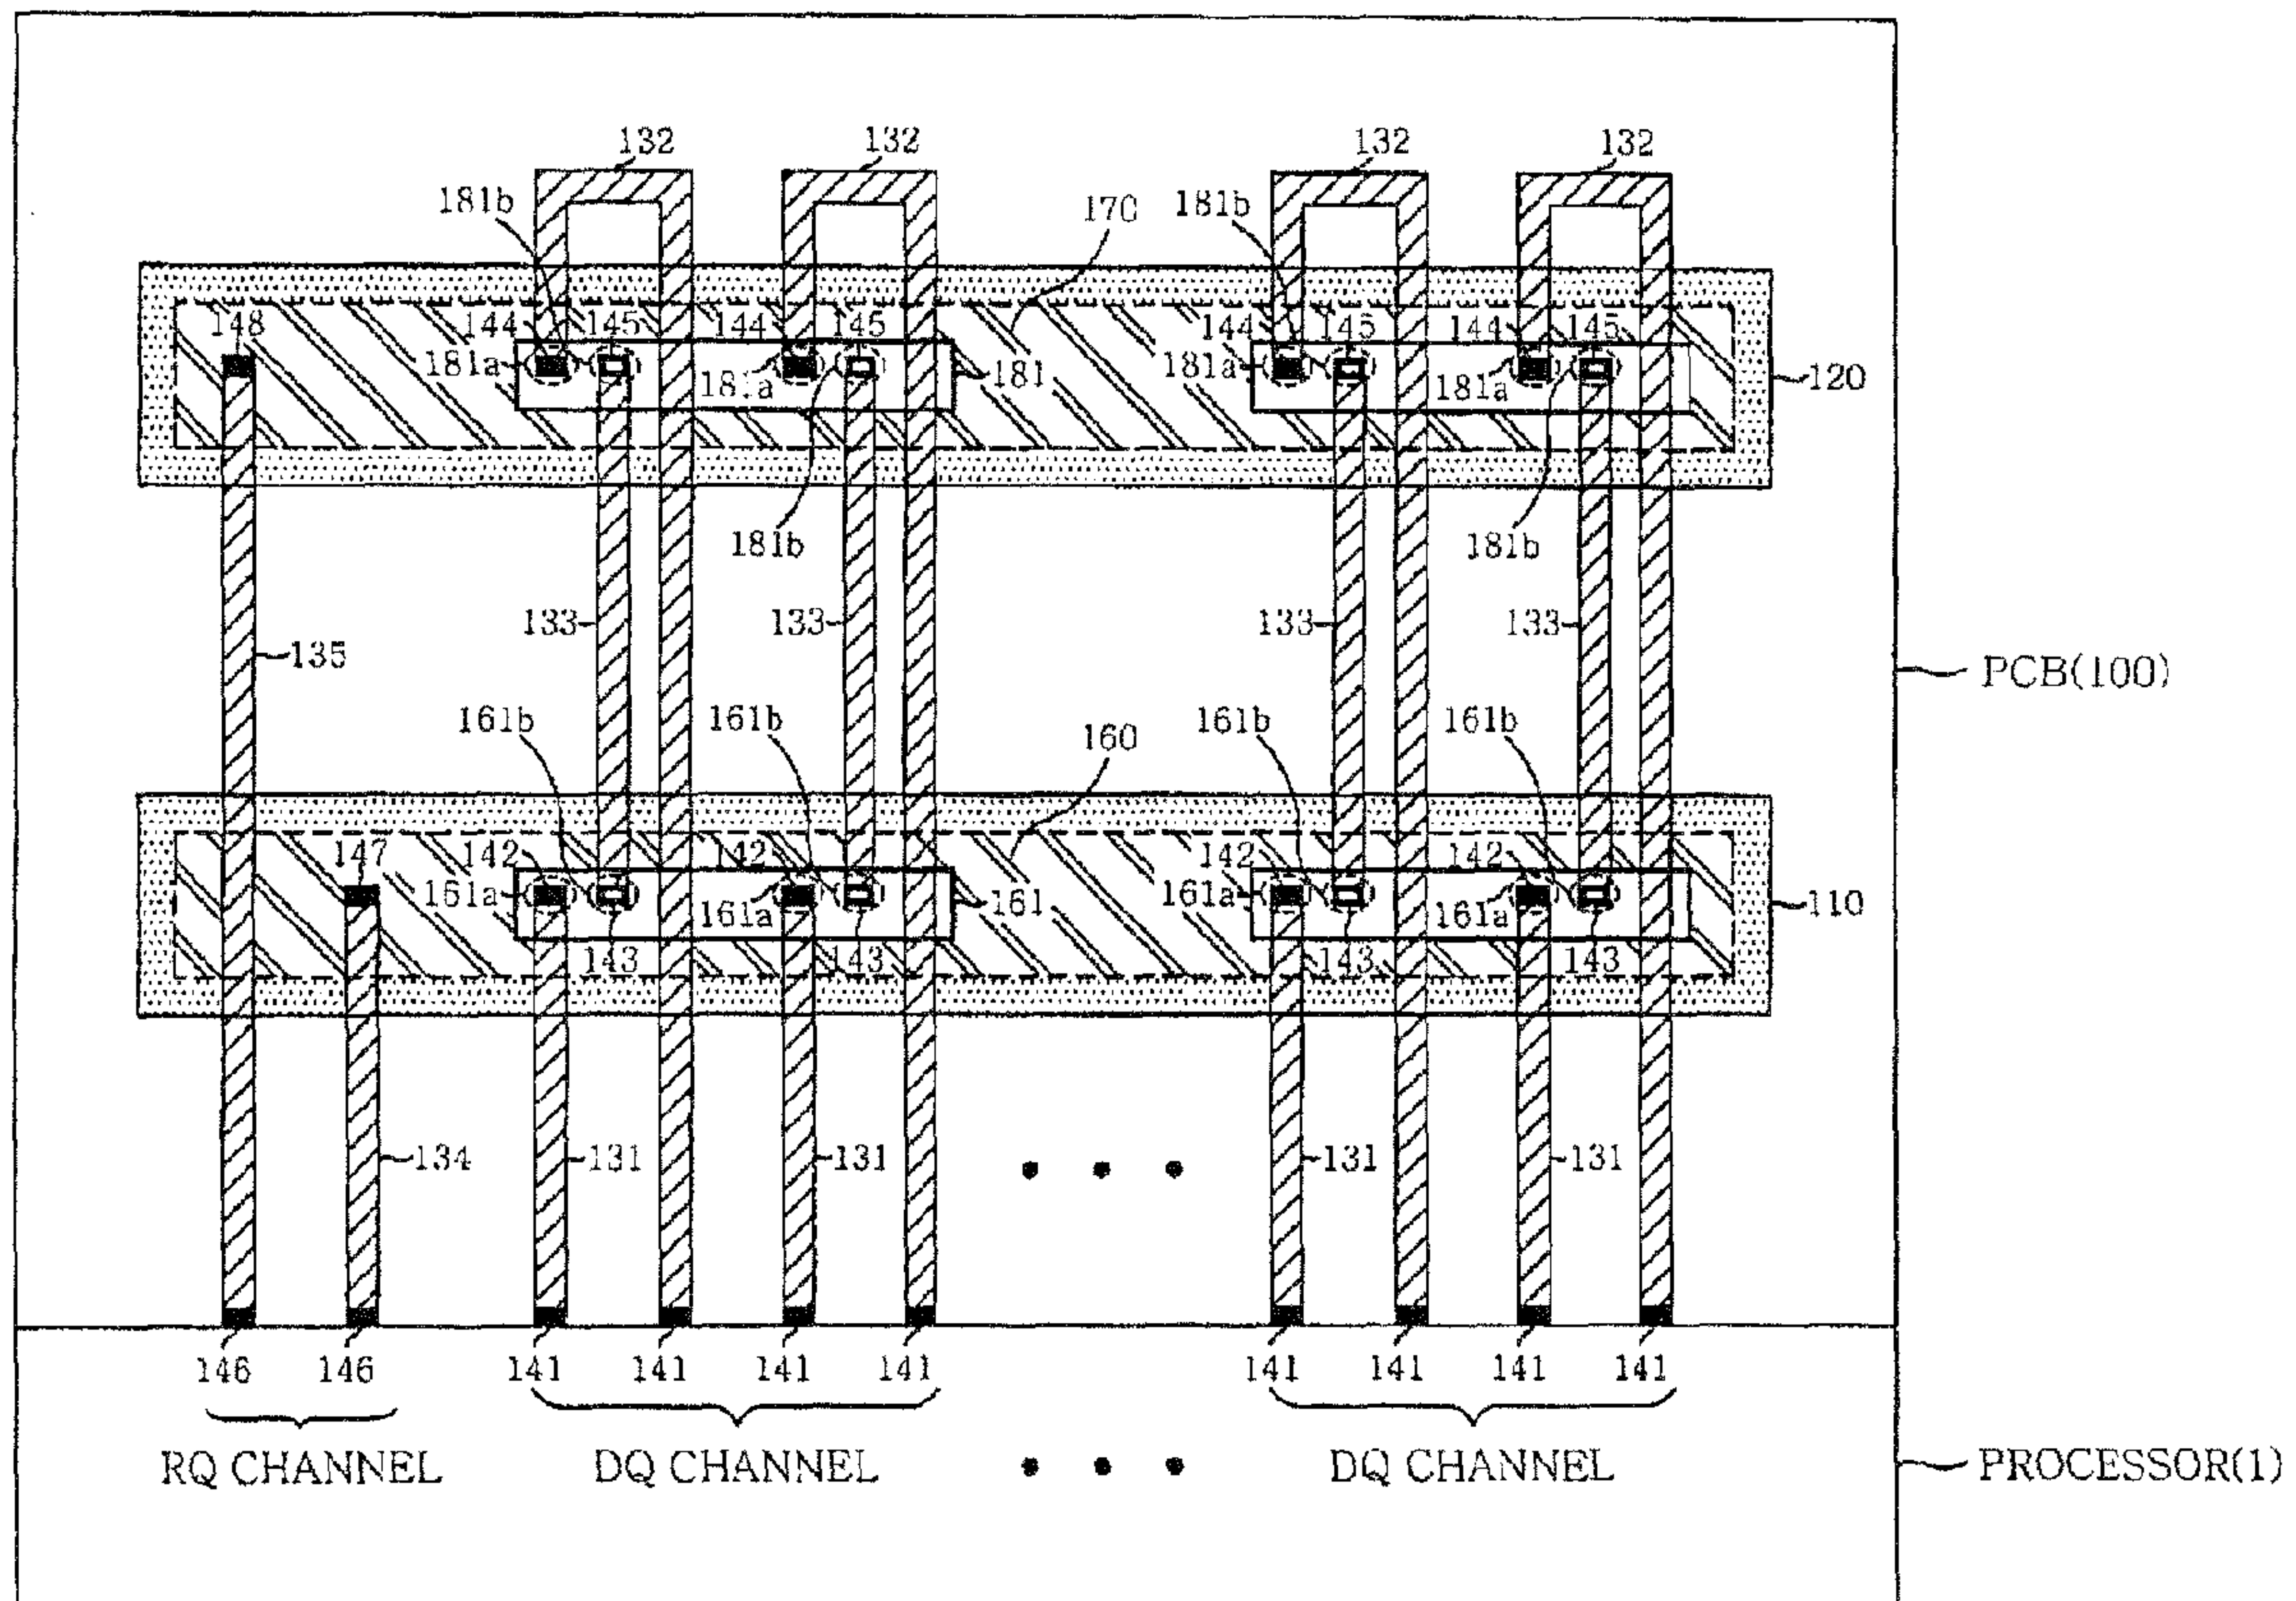 132 132 132 132
181b 170 181b
148 144 145 144 145 144 145 144 145
181a 181a 181 181a 181a 120
181b 181b
133 133 133 133
135
PCB(100)
161b 161b 160 161b 161b
147 142 142 142 142
161a 161a 161 161a 161a 110
143 143 143 143
134 131 131 131 131
146 146 141 141 141 141 141 141 141 141
RQ CHANNEL DQ CHANNEL DQ CHANNEL PROCESSOR(1)